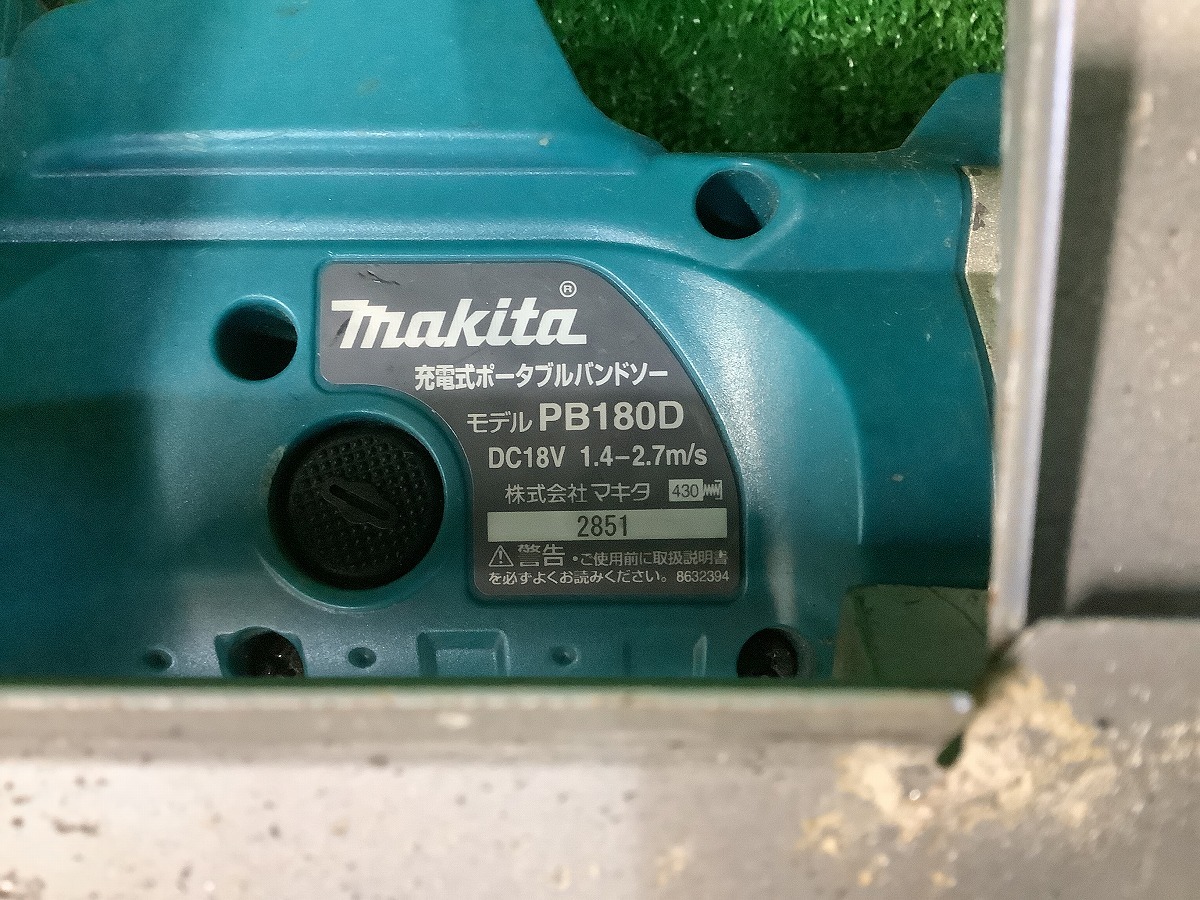 makita®
充電式ポータブルバンドソー
モデル PB180D
DC18V 1.4-2.7m/s
株式会社 マキタ 430
2851
警告・ご使用前に取扱説明書
を必ずよくお読みください。 8632394